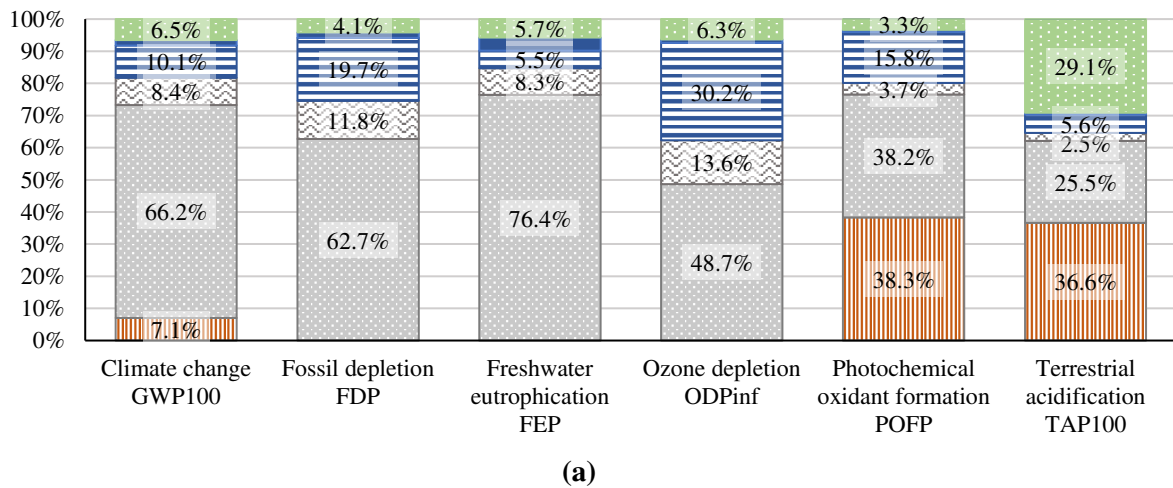 100%
90%
80%
70%
60%
50%
40%
30%
20%
10%
0%
6.5%
10.1%
8.4%
66.2%
7.1%
4.1%
19.7%
11.8%
62.7%
5.7%
5.5%
8.3%
76.4%
6.3%
30.2%
13.6%
48.7%
3.3%
15.8%
3.7%
38.2%
38.3%
29.1%
5.6%
2.5%
25.5%
36.6%
Climate change
GWP100
Fossil depletion
FDP
Freshwater
eutrophication
FEP
Ozone depletion
ODPinf
Photochemical
oxidant formation
POFP
Terrestrial
acidification
TAP100
(a)